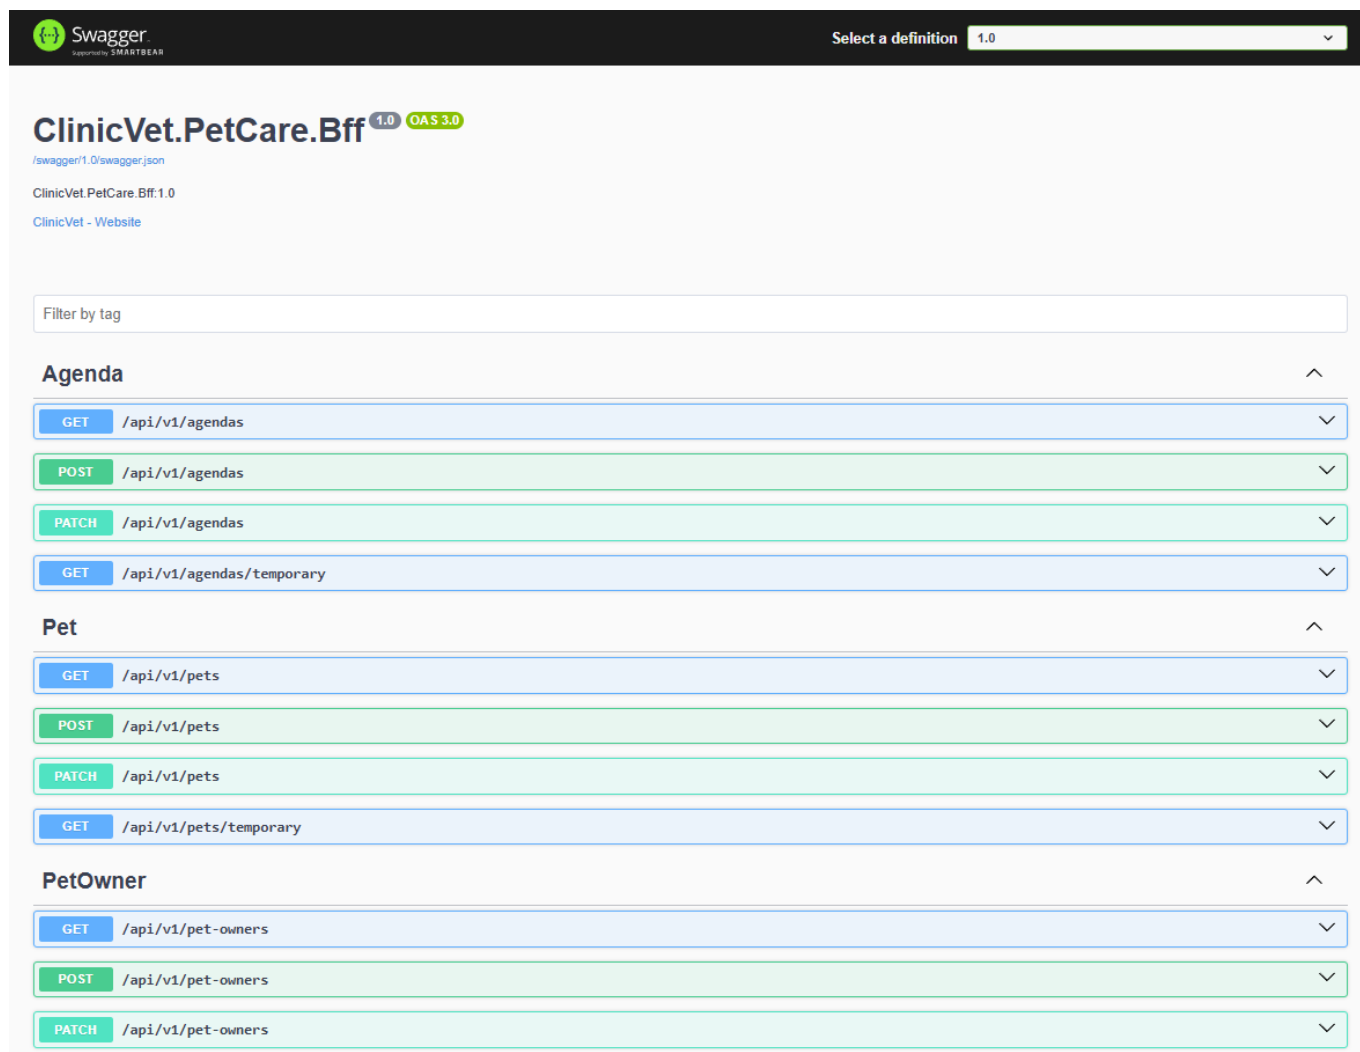 Swagger
Supported by SMARTBEAR
Select a definition 1.0
ClinicVet.PetCare.Bff 1.0 OAS 3.0
/swagger/1.0/swagger.json
ClinicVet.PetCare.Bff:1.0
ClinicVet - Website
Filter by tag
Agenda
GET /api/v1/agendas
POST /api/v1/agendas
PATCH /api/v1/agendas
GET /api/v1/agendas/temporary
Pet
GET /api/v1/pets
POST /api/v1/pets
PATCH /api/v1/pets
GET /api/v1/pets/temporary
PetOwner
GET /api/v1/pet-owners
POST /api/v1/pet-owners
PATCH /api/v1/pet-owners